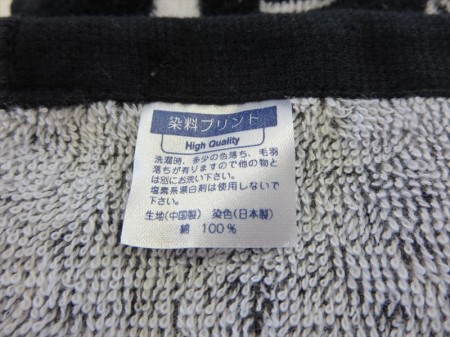 染料プリント
High Quality
洗濯時、多少の色落ち、毛羽
落ちが有りますので他の物と
は別にお洗い下さい。
塩素系漂白剤は使用しないで
下さい。
生地(中国製) 染色(日本製)
綿 100%